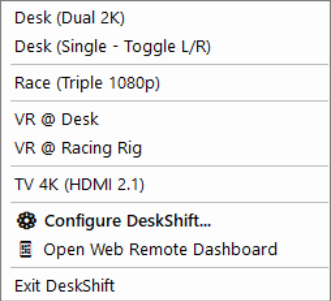 Desk (Dual 2K)
Desk (Single - Toggle L/R)
Race (Triple 1080p)
VR @ Desk
VR @ Racing Rig
TV 4K (HDMI 2.1)
Configure DeskShift...
Open Web Remote Dashboard
Exit DeskShift